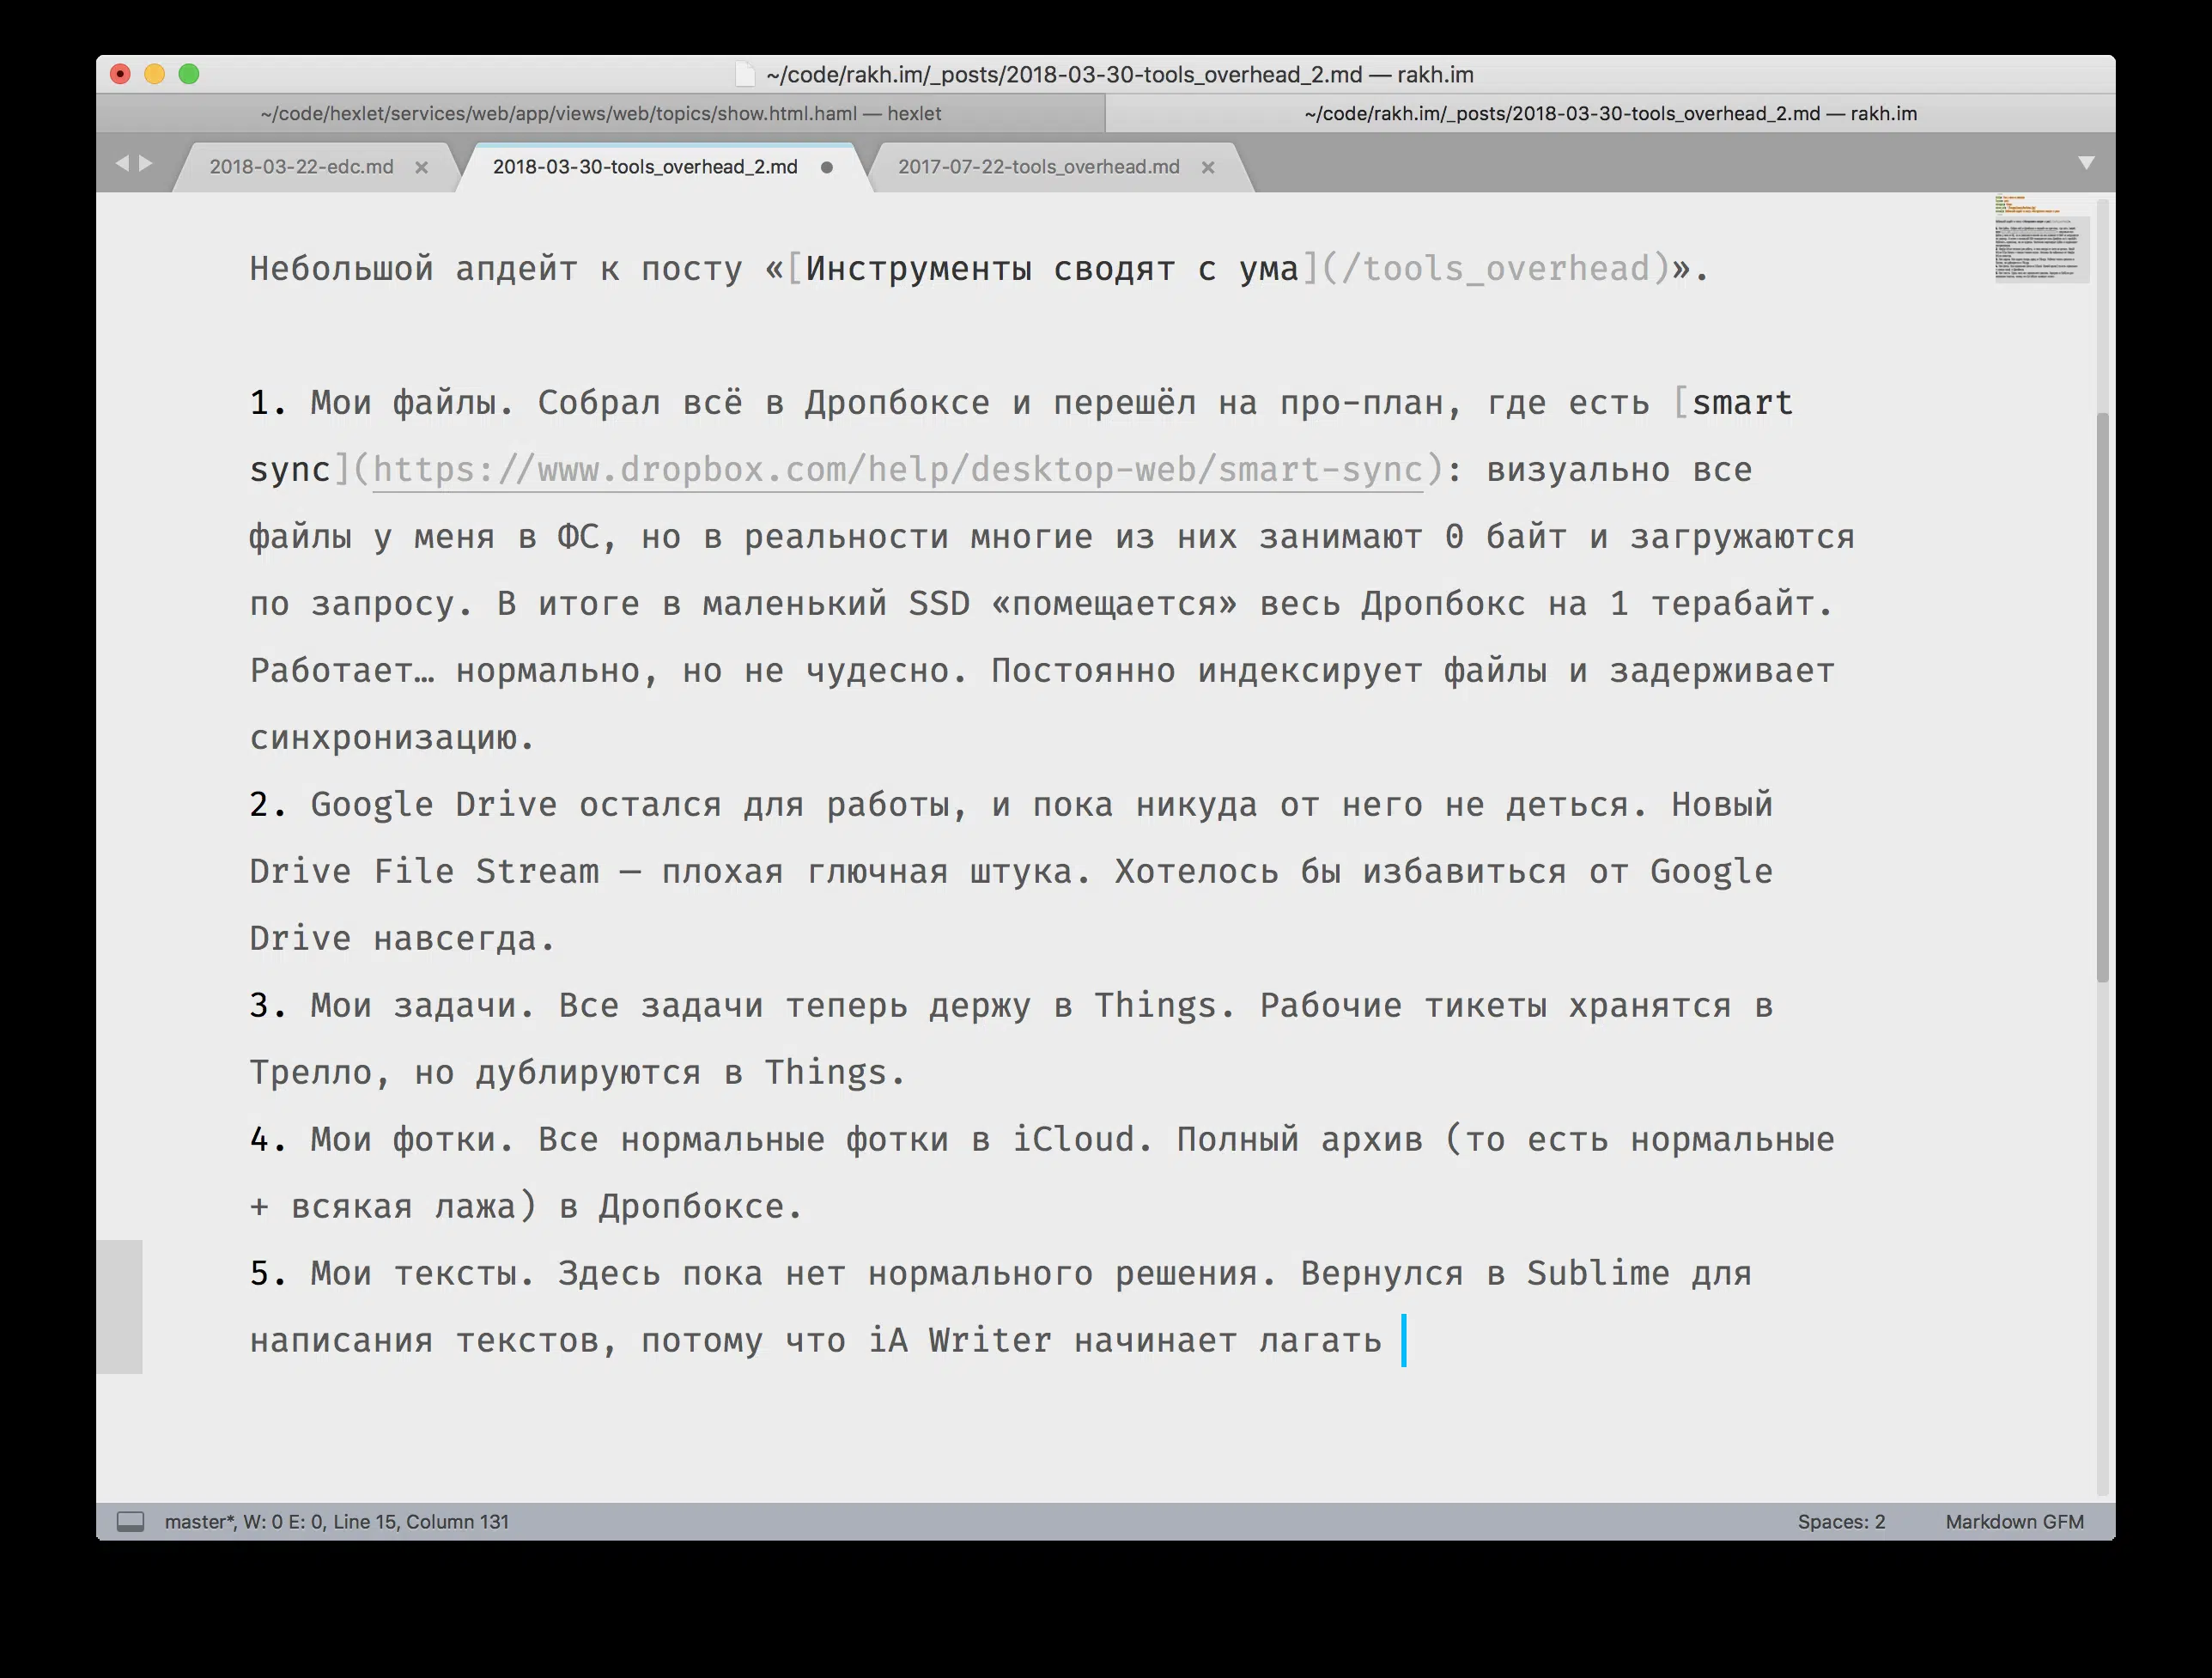 ~/code/rakh.im/_posts/2018-03-30-tools_overhead_2.md — rakh.im
~/code/hexlet/services/web/app/views/web/topics/show.html.haml — hexlet
~/code/rakh.im/_posts/2018-03-30-tools_overhead_2.md — rakh.im
2018-03-22-edc.md
2018-03-30-tools_overhead_2.md
2017-07-22-tools_overhead.md
Небольшой апдейт к посту «[Инструменты сводят с ума](/tools_overhead)».
1. Мои файлы. Собрал всё в Дропбоксе и перешёл на про-план, где есть [smart
sync](https://www.dropbox.com/help/desktop-web/smart-sync): визуально все
файлы у меня в ФС, но в реальности многие из них занимают 0 байт и загружаются
по запросу. В итоге в маленький SSD «помещается» весь Дропбокс на 1 терабайт.
Работает… нормально, но не чудесно. Постоянно индексирует файлы и задерживает
синхронизацию.
2. Google Drive остался для работы, и пока никуда от него не деться. Новый
Drive File Stream — плохая глючная штука. Хотелось бы избавиться от Google
Drive навсегда.
3. Мои задачи. Все задачи теперь держу в Things. Рабочие тикеты хранятся в
Трелло, но дублируются в Things.
4. Мои фотки. Все нормальные фотки в iCloud. Полный архив (то есть нормальные
+ всякая лажа) в Дропбоксе.
5. Мои тексты. Здесь пока нет нормального решения. Вернулся в Sublime для
написания текстов, потому что iA Writer начинает лагать
master*, W: 0 E: 0, Line 15, Column 131
Spaces: 2
Markdown GFM